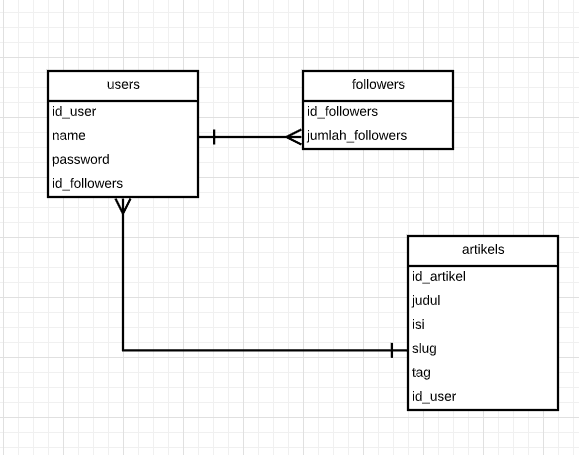 users
id_user
name
password
id_followers
followers
id_followers
jumlah_followers
artikels
id_artikel
judul
isi
slug
tag
id_user